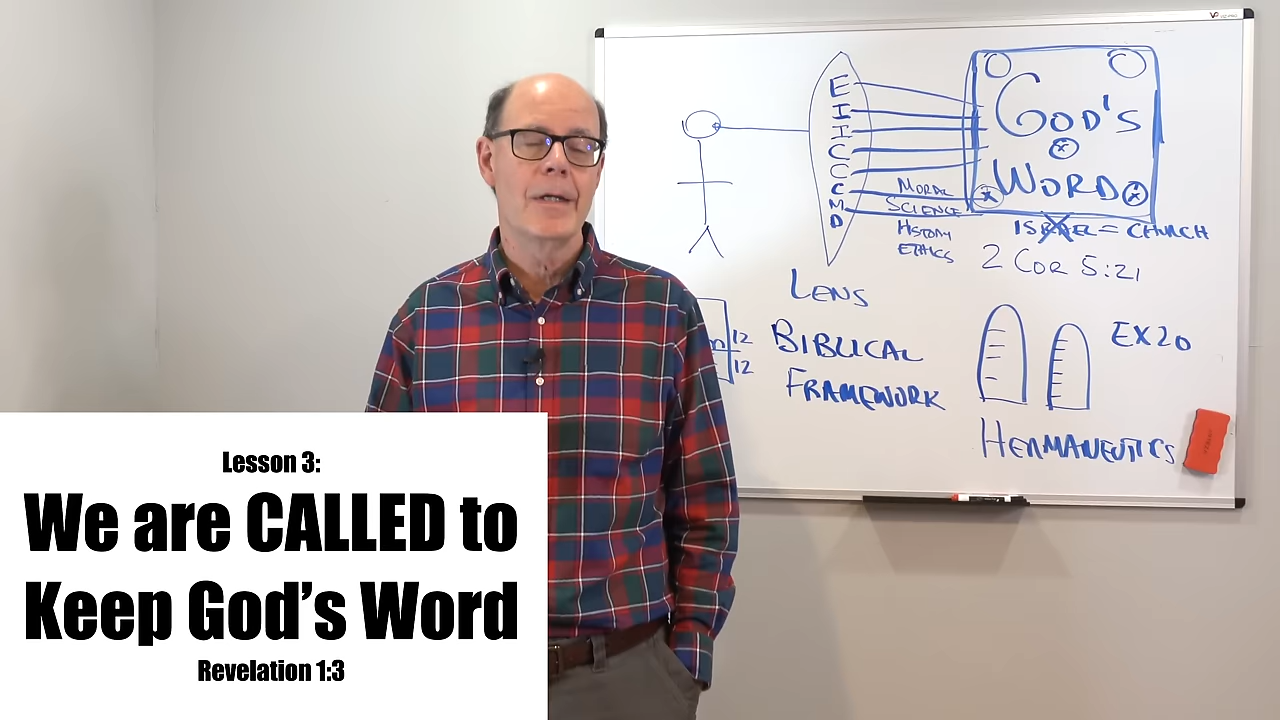 Lesson 3:
We are CALLED to
Keep God's Word
Revelation 1:3
E
I
I
C
C
C
M
D
GOD'S
WORD
MORAL
SCIENCE
HISTORY
ETHICS
ISRAEL = CHURCH
2 COR 5:21
LENS
BIBLICAL
FRAMEWORK
12
12
EX 20
HERMANEUTICS